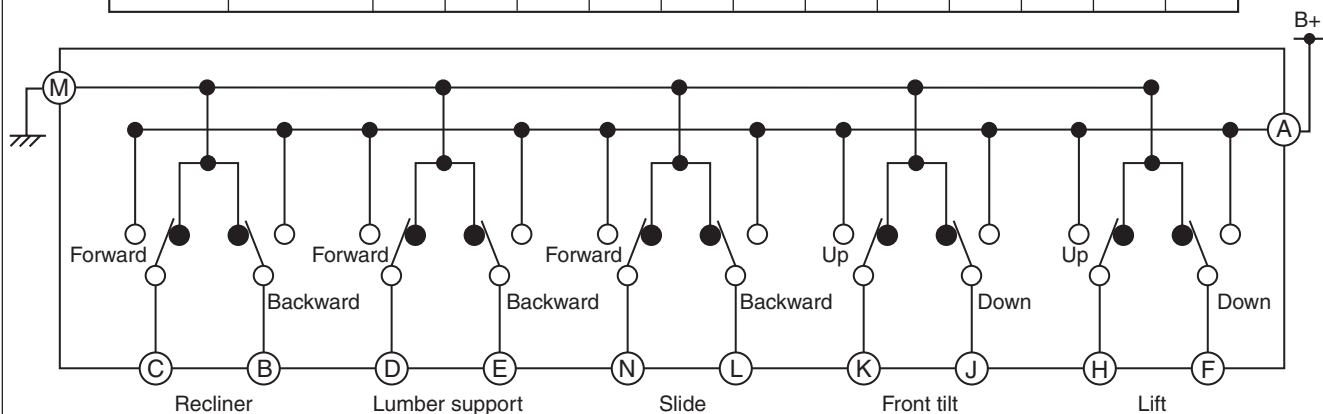 B+
M
A
Forward
Forward
Forward
Up
Up
Backward
Backward
Backward
Down
Down
C
B
D
E
N
L
K
J
H
F
Recliner
Lumber support
Slide
Front tilt
Lift